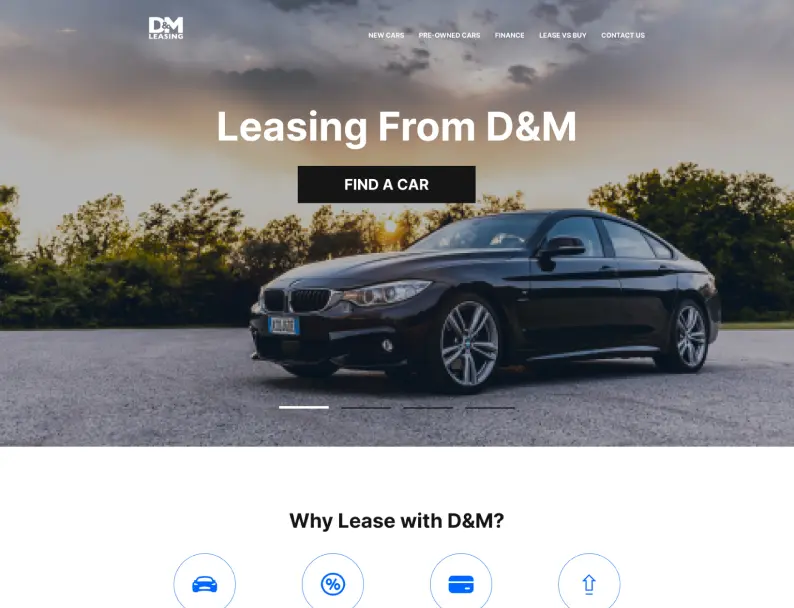 D&M
LEASING
NEW CARS PRE-OWNED CARS FINANCE LEASE VS BUY CONTACT US
Leasing From D&M
FIND A CAR
Why Lease with D&M?